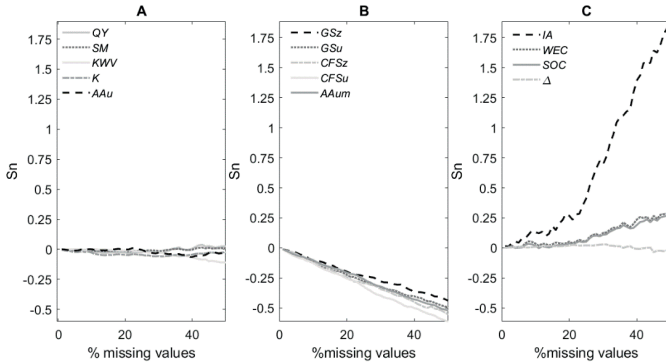 A
B
C
QY
SM
KWV
K
AAu
GSz
GSu
CFSz
CFSu
AAum
IA
WEC
SOC
Δ
1.75
1.5
1.25
1
0.75
0.5
0.25
0
-0.25
-0.5
Sn
0
20
40
% missing values
1.75
1.5
1.25
1
0.75
0.5
0.25
0
-0.25
-0.5
Sn
0
20
40
%missing values
1.75
1.5
1.25
1
0.75
0.5
0.25
0
-0.25
-0.5
Sn
0
20
40
%missing values